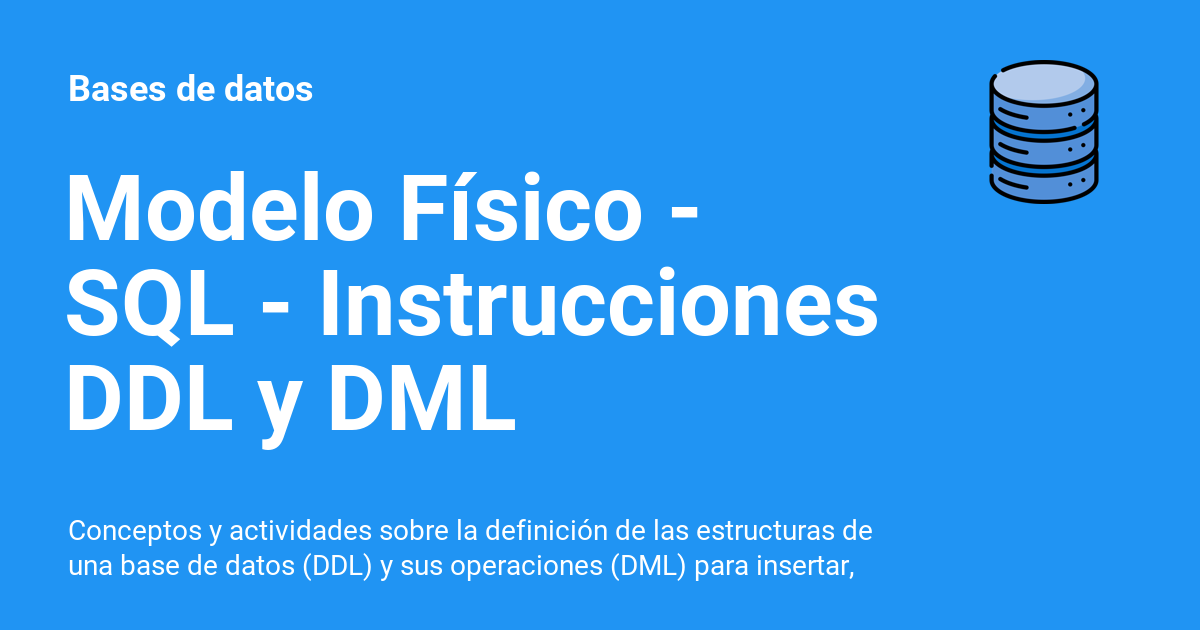 Bases de datos
Modelo Físico -
SQL - Instrucciones
DDL y DML
Conceptos y actividades sobre la definición de las estructuras de
una base de datos (DDL) y sus operaciones (DML) para insertar,